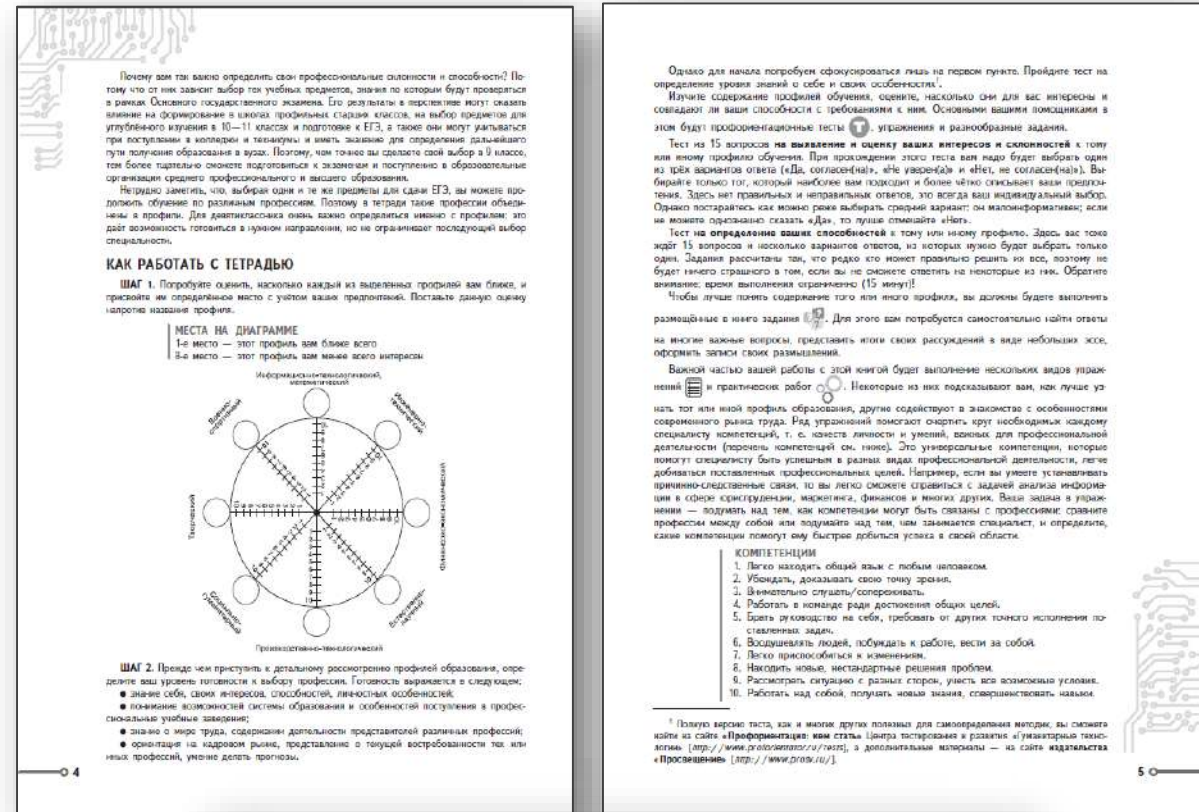 Почему вам так важно определить свои профессиональные склонности и способности? По-
тому что от них зависит выбор тех учебных предметов, знания по которым будут проверяться
в рамках Основного государственного экзамена. Его результаты в перспективе могут оказать
влияние на формирование в школах профильных старших классов, на выбор предметов для
углублённого изучения в 10—11 классах и подготовке к ЕГЭ, а также они могут учитываться
при поступлении в колледжи и техникумы и иметь значение для определения дальнейшего
пути получения образования в вузах. Поэтому, чем точнее вы сделаете свой выбор в 9 классе,
тем более тщательно сможете подготовиться к экзаменам и поступлению в образовательные
организации среднего профессионального и высшего образования.
Нетрудно заметить, что, выбирая одни и те же предметы для сдачи ЕГЭ, вы можете про-
должить обучение по различным профессиям. Поэтому в тетради такие профессии объеди-
нены в профили. Для девятиклассника очень важно определиться именно с профилем: это
даёт возможность готовиться в нужном направлении, но не ограничивает последующий выбор
специальности.
КАК РАБОТАТЬ С ТЕТРАДЬЮ
ШАГ 1. Попробуйте оценить, насколько каждый из выделенных профилей вам ближе, и
присвойте им определённое место с учётом ваших предпочтений. Поставьте данную оценку
напротив названия профиля.
МЕСТА НА ДИАГРАММЕ
1-е место — этот профиль вам ближе всего
8-е место — этот профиль вам менее всего интересен
Информационно-технологический,
математический
Военно-
спортивный
Инженерно-
технический
Творческий
Финансово-экономический
Социально-
гуманитарный
Естественно-
научный
Производственно-технологический
ШАГ 2. Прежде чем приступить к детальному рассмотрению профилей образования, опре-
делите ваш уровень готовности к выбору профессии. Готовность выражается в следующем:
● знание себя, своих интересов, способностей, личностных особенностей;
● понимание возможностей системы образования и особенностей поступления в профес-
сиональные учебные заведения;
● знание о мире труда, содержании деятельности представителей различных профессий;
● ориентация на кадровом рынке, представление о текущей востребованности тех или
иных профессий, умение делать прогнозы.
4
Однако для начала попробуем сфокусироваться лишь на первом пункте. Пройдите тест на
определение уровня знаний о себе и своих особенностях¹.
Изучите содержание профилей обучения, оцените, насколько они для вас интересны и
совпадают ли ваши способности с требованиями к ним. Основными вашими помощниками в
этом будут профориентационные тесты Т, упражнения и разнообразные задания.
Тест из 15 вопросов на выявление и оценку ваших интересов и склонностей к тому
или иному профилю обучения. При прохождении этого теста вам надо будет выбрать один
из трёх вариантов ответа («Да, согласен(на)», «Не уверен(а)» и «Нет, не согласен(на)»). Вы-
бирайте только тот, который наиболее вам подходит и более чётко описывает ваши предпоч-
тения. Здесь нет правильных и неправильных ответов, это всегда ваш индивидуальный выбор.
Однако постарайтесь как можно реже выбирать средний вариант: он малоинформативен; если
не можете однозначно сказать «Да», то лучше отмечайте «Нет».
Тест на определение ваших способностей к тому или иному профилю. Здесь вас тоже
ждёт 15 вопросов и несколько вариантов ответов, из которых нужно будет выбрать только
один. Задания рассчитаны так, что редко кто может правильно решить их все, поэтому не
будет ничего страшного в том, если вы не сможете ответить на некоторые из них. Обратите
внимание: время выполнения ограничено (15 минут)!
Чтобы лучше понять содержание того или иного профиля, вы должны будете выполнить
размещённые в книге задания. Для этого вам потребуется самостоятельно найти ответы
на многие важные вопросы, представить итоги своих рассуждений в виде небольших эссе,
оформить записи своих размышлений.
Важной частью вашей работы с этой книгой будет выполнение нескольких видов упраж-
нений и практических работ. Некоторые из них подсказывают вам, как лучше уз-
нать тот или иной профиль образования, другие содействуют в знакомстве с особенностями
современного рынка труда. Ряд упражнений помогают очертить круг необходимых каждому
специалисту компетенций, т. е. качеств личности и умений, важных для профессиональной
деятельности (перечень компетенций см. ниже). Это универсальные компетенции, которые
помогут специалисту быть успешным в разных видах профессиональной деятельности, легче
добиваться поставленных профессиональных целей. Например, если вы умеете устанавливать
причинно-следственные связи, то вы легко сможете справиться с задачей анализа информа-
ции в сфере юриспруденции, маркетинга, финансов и многих других. Ваша задача в упраж-
нении — подумать над тем, как компетенции могут быть связаны с профессиями: сравните
профессии между собой или подумайте над тем, чем занимается специалист, и определите,
какие компетенции помогут ему быстрее добиться успеха в своей области.
КОМПЕТЕНЦИИ
1. Легко находить общий язык с любым человеком.
2. Убеждать, доказывать свою точку зрения.
3. Внимательно слушать/сопереживать.
4. Работать в команде ради достижения общих целей.
5. Брать руководство на себя, требовать от других точного исполнения по-
ставленных задач.
6. Воодушевлять людей, побуждать к работе, вести за собой.
7. Легко приспособиться к изменениям.
8. Находить новые, нестандартные решения проблем.
9. Рассмотреть ситуацию с разных сторон, учесть все возможные условия.
10. Работать над собой, получать новые знания, совершенствовать навыки.
¹ Полную версию теста, как и многих других полезных для самоопределения методик, вы сможете
найти на сайте «Профориентация: кем стать» Центра тестирования и развития «Гуманитарные техно-
логии» [http://www.proforientator.ru/tests], а дополнительные материалы — на сайте издательства
«Просвещение» [http://www.prosv.ru/].
5